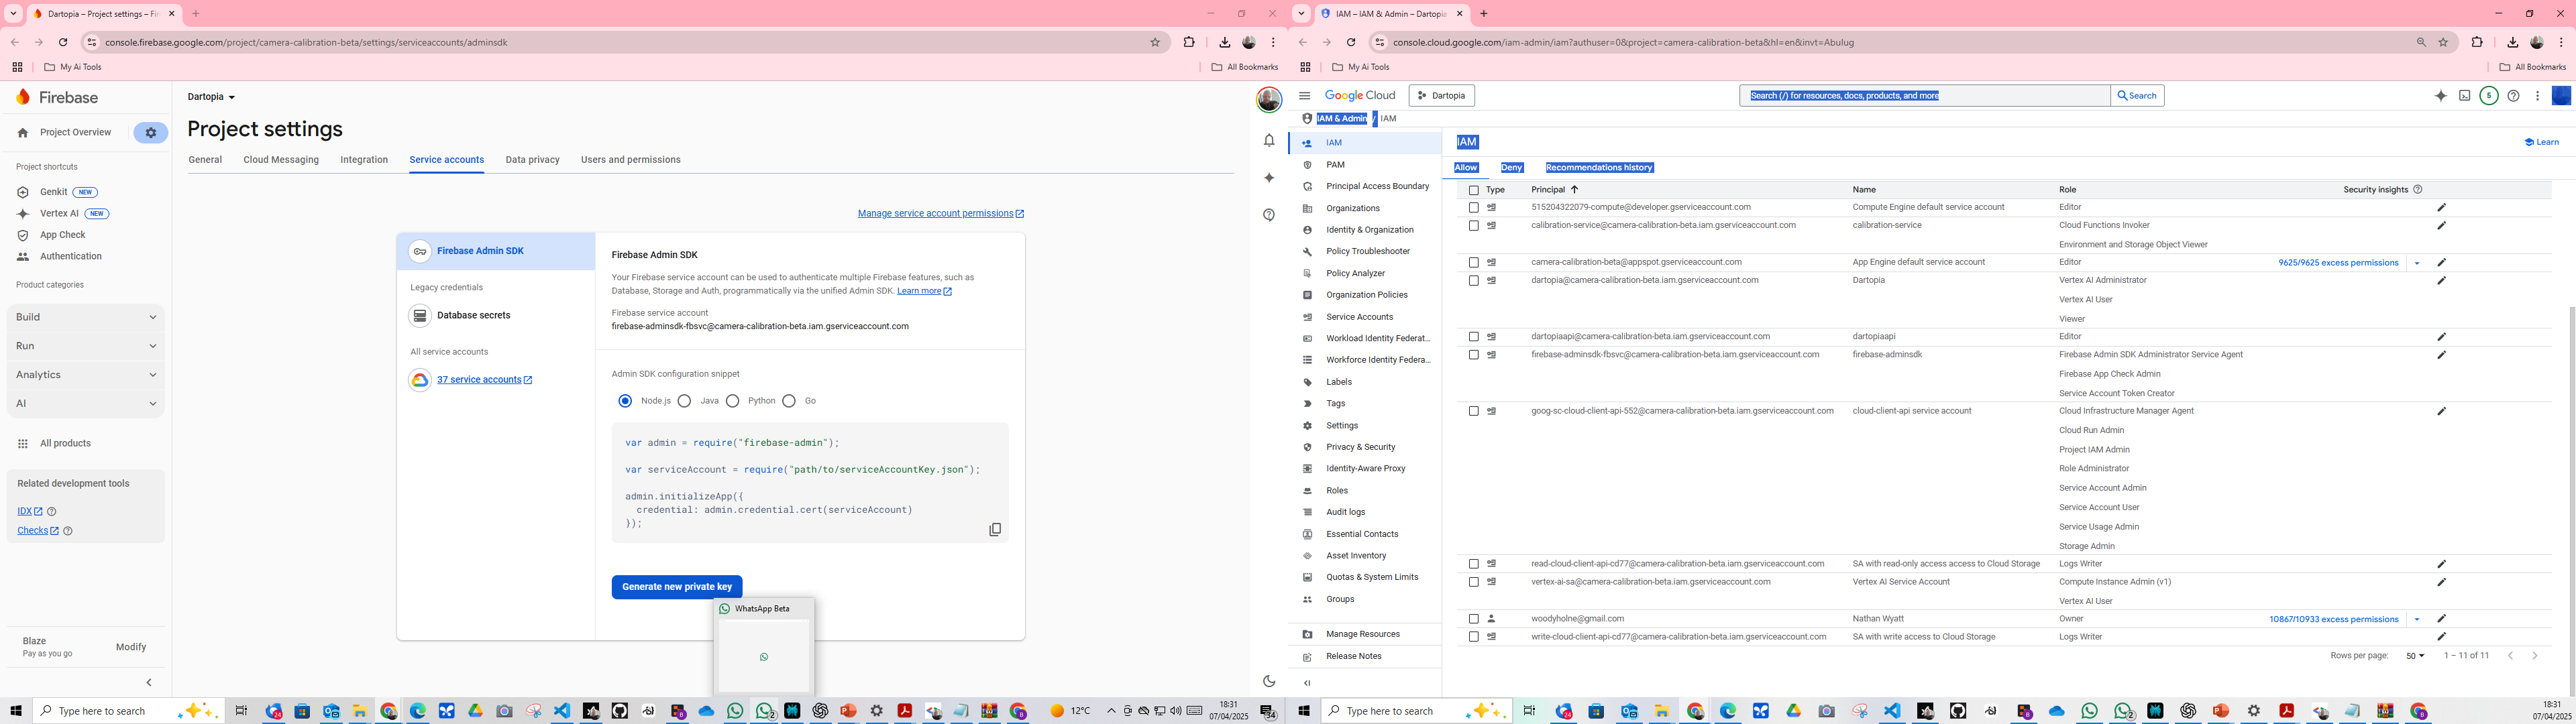 Dartopia – Project settings – Fir
console.firebase.google.com/project/camera-calibration-beta/settings/serviceaccounts/adminsdk
My Ai Tools
All Bookmarks
Firebase
Project Overview
Project shortcuts
Genkit NEW
Vertex AI NEW
App Check
Authentication
Product categories
Build
Run
Analytics
AI
All products
Related development tools
IDX
Checks
Blaze
Pay as you go
Modify
Dartopia
Project settings
General Cloud Messaging Integration Service accounts Data privacy Users and permissions
Manage service account permissions
Firebase Admin SDK
Legacy credentials
Database secrets
All service accounts
37 service accounts
Firebase Admin SDK
Your Firebase service account can be used to authenticate multiple Firebase features, such as
Database, Storage and Auth, programmatically via the unified Admin SDK. Learn more
Firebase service account
firebase-adminsdk-fbsvc@camera-calibration-beta.iam.gserviceaccount.com
Admin SDK configuration snippet
Node.js Java Python Go
var admin = require("firebase-admin");
var serviceAccount = require("path/to/serviceAccountKey.json");
admin.initializeApp({
credential: admin.credential.cert(serviceAccount)
});
Generate new private key
WhatsApp Beta
Type here to search
24
2
12°C
18:31
07/04/2025
34
IAM – IAM & Admin – Dartopia
console.cloud.google.com/iam-admin/iam?authuser=0&project=camera-calibration-beta&hl=en&invt=Abulug
My Ai Tools
All Bookmarks
Google Cloud
Dartopia
Search (/) for resources, docs, products, and more
Search
5
IAM & Admin / IAM
IAM
PAM
Principal Access Boundary
Organizations
Identity & Organization
Policy Troubleshooter
Policy Analyzer
Organization Policies
Service Accounts
Workload Identity Federat...
Workforce Identity Federa...
Labels
Tags
Settings
Privacy & Security
Identity-Aware Proxy
Roles
Audit logs
Essential Contacts
Asset Inventory
Quotas & System Limits
Groups
Manage Resources
Release Notes
IAM
Learn
Allow Deny Recommendations history
Type Principal Name Role Security insights
515204322079-compute@developer.gserviceaccount.com Compute Engine default service account Editor
calibration-service@camera-calibration-beta.iam.gserviceaccount.com calibration-service Cloud Functions Invoker
Environment and Storage Object Viewer
camera-calibration-beta@appspot.gserviceaccount.com App Engine default service account Editor 9625/9625 excess permissions
dartopia@camera-calibration-beta.iam.gserviceaccount.com Dartopia Vertex AI Administrator
Vertex AI User
Viewer
dartopiaapi@camera-calibration-beta.iam.gserviceaccount.com dartopiaapi Editor
firebase-adminsdk-fbsvc@camera-calibration-beta.iam.gserviceaccount.com firebase-adminsdk Firebase Admin SDK Administrator Service Agent
Firebase App Check Admin
Service Account Token Creator
goog-sc-cloud-client-api-552@camera-calibration-beta.iam.gserviceaccount.com cloud-client-api service account Cloud Infrastructure Manager Agent
Cloud Run Admin
Project IAM Admin
Role Administrator
Service Account Admin
Service Account User
Service Usage Admin
Storage Admin
read-cloud-client-api-cd77@camera-calibration-beta.iam.gserviceaccount.com SA with read-only access access to Cloud Storage Logs Writer
vertex-ai-sa@camera-calibration-beta.iam.gserviceaccount.com Vertex AI Service Account Compute Instance Admin (v1)
Vertex AI User
woodyholne@gmail.com Nathan Wyatt Owner 10867/10933 excess permissions
write-cloud-client-api-cd77@camera-calibration-beta.iam.gserviceaccount.com SA with write access to Cloud Storage Logs Writer
Rows per page: 50 1 – 11 of 11
Type here to search
24
2
18:31
07/04/2025